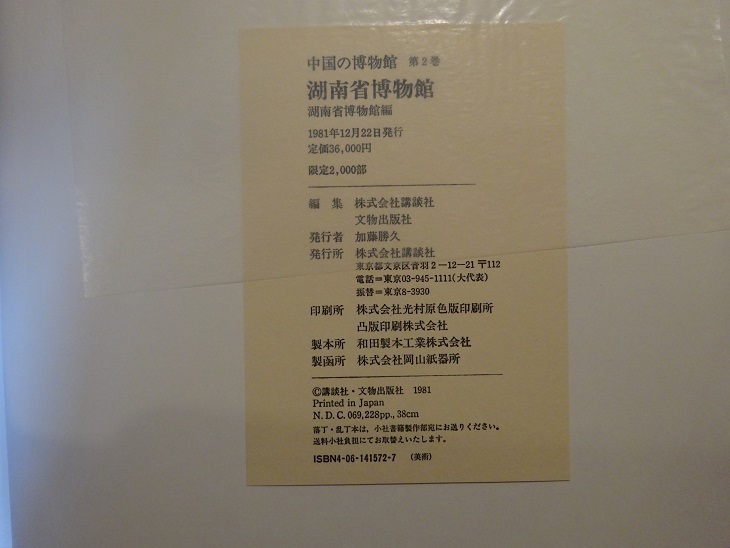 中国の博物館 第2巻
湖南省博物館
湖南省博物館編
1981年12月22日発行
定価36,000円
限定2,000部
編 集 株式会社講談社
文物出版社
発行者 加藤勝久
発行所 株式会社講談社
東京都文京区音羽2-12-21 〒112
電話=東京03-945-1111(大代表)
振替=東京8-3930
印刷所 株式会社光村原色版印刷所
凸版印刷株式会社
製本所 和田製本工業株式会社
製函所 株式会社岡山紙器所
©講談社・文物出版社 1981
Printed in Japan
N. D. C. 069,228pp., 38cm
落丁・乱丁本は,小社書籍製作部宛にお送りください。
送料小社負担にてお取替えいたします。
ISBN4-06-141572-7 (美術)